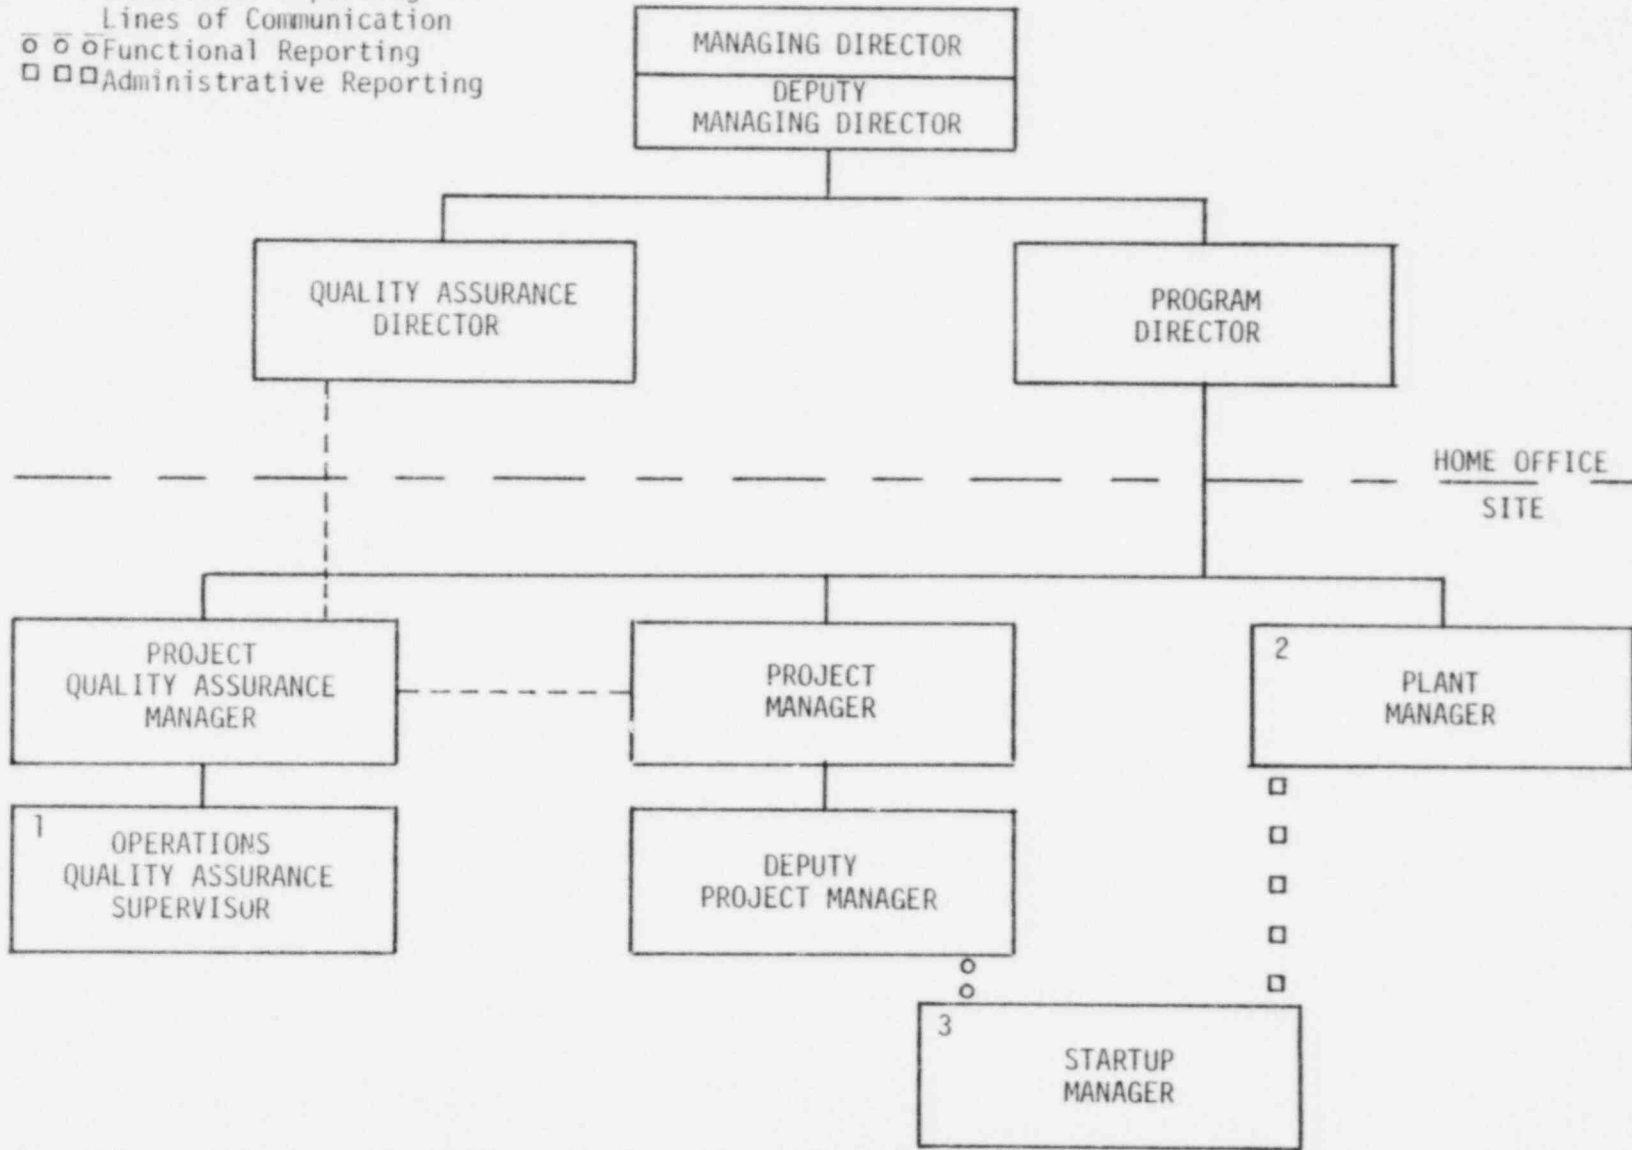 Lines of Communication
Functional Reporting
Administrative Reporting
MANAGING DIRECTOR
DEPUTY
MANAGING DIRECTOR
QUALITY ASSURANCE
DIRECTOR
PROGRAM
DIRECTOR
HOME OFFICE
SITE
PROJECT
QUALITY ASSURANCE
MANAGER
PROJECT
MANAGER
2
PLANT
MANAGER
1
OPERATIONS
QUALITY ASSURANCE
SUPERVISOR
DEPUTY
PROJECT MANAGER
3
STARTUP
MANAGER